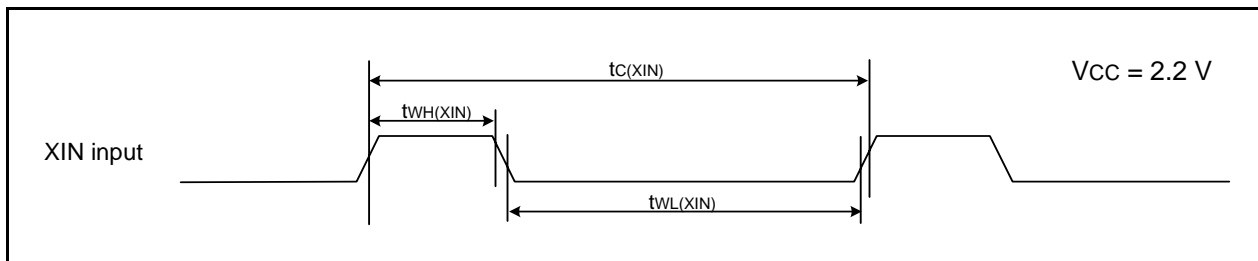 tC(XIN)
VCC = 2.2 V
tWH(XIN)
XIN input
tWL(XIN)